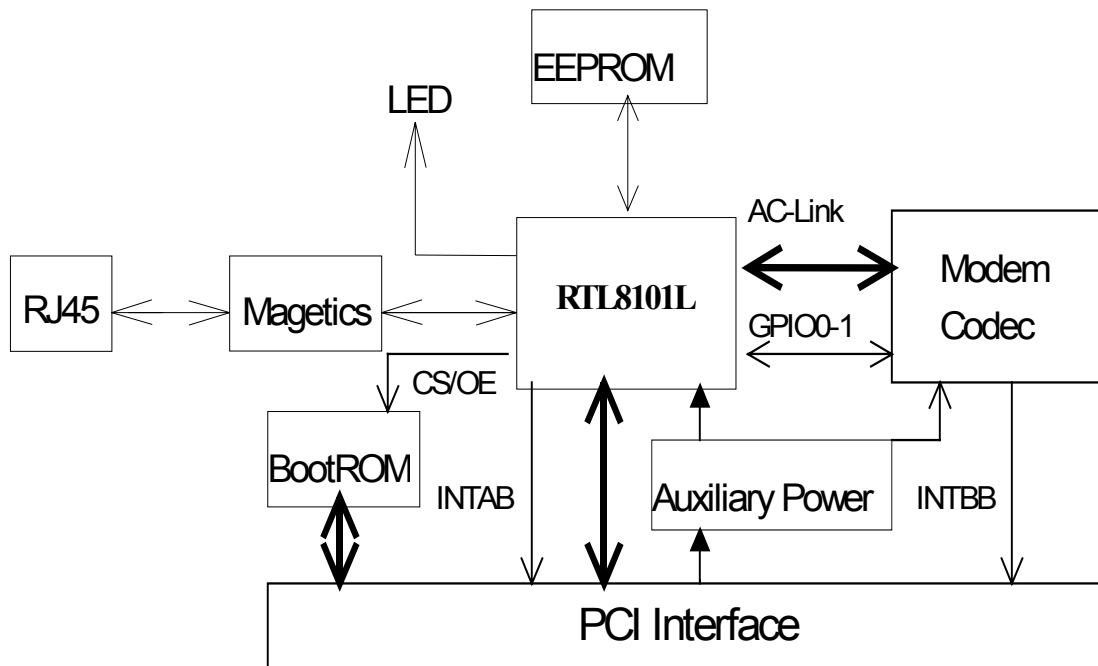 EEPROM
LED
AC-Link
Modem
Codec
RJ45
Magetics
RTL8101L
GPIO0-1
CS/OE
BootROM
INTAB
Auxiliary Power
INTBB
PCI Interface